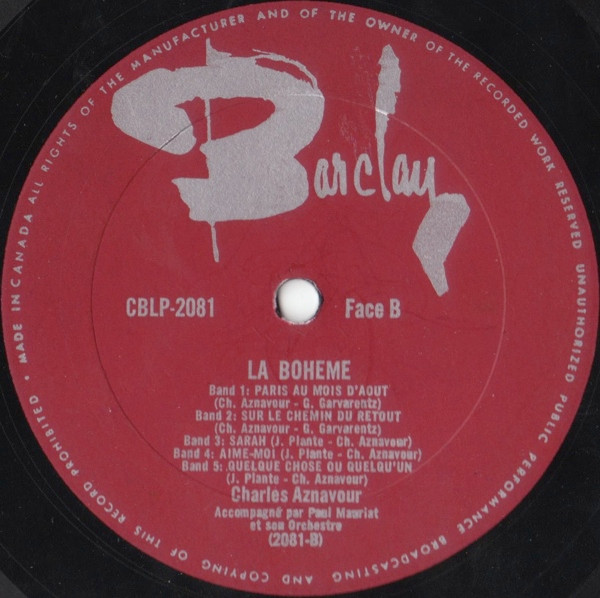 MADE IN CANADA ALL RIGHTS OF THE MANUFACTURER AND OF THE OWNER OF THE RECORDED WORK RESERVED UNAUTHORIZED PUBLIC PERFORMANCE BROADCASTING AND COPYING OF THIS RECORD PROHIBITED •
Barclay
CBLP-2081 Face B
LA BOHEME
Band 1: PARIS AU MOIS D'AOUT
(Ch. Aznavour - G. Garvarentz)
Band 2: SUR LE CHEMIN DU RETOUT
(Ch. Aznavour - G. Garvarentz)
Band 3: SARAH (J. Plante - Ch. Aznavour)
Band 4: AIME-MOI (J. Plante - Ch. Aznavour)
Band 5: QUELQUE CHOSE OU QUELQU'UN
(J. Plante - Ch. Aznavour)
Charles Aznavour
Accompagné par Paul Mauriat
et son Orchestre
(2081-B)